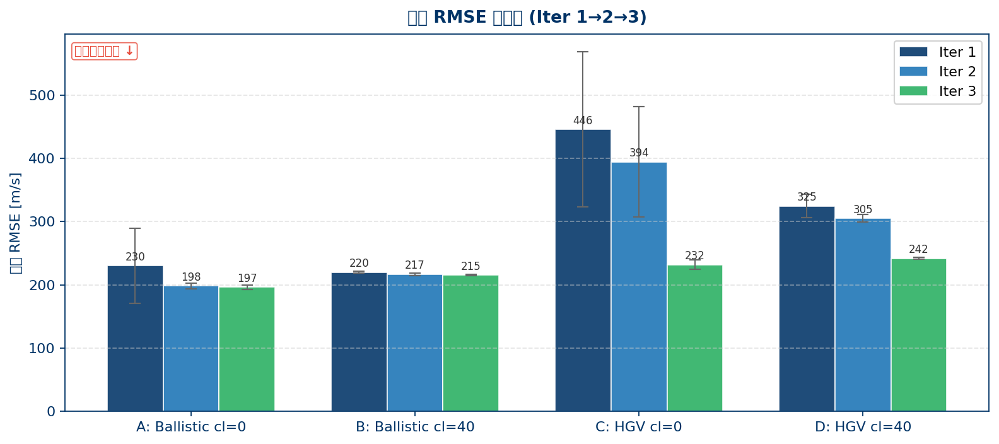 RMSE (Iter 1→2→3)
↓
Iter 1
Iter 2
Iter 3
RMSE [m/s]
500
400
300
200
100
0
446
394
232
325
305
242
230
198
197
220
217
215
A: Ballistic cl=0
B: Ballistic cl=40
C: HGV cl=0
D: HGV cl=40